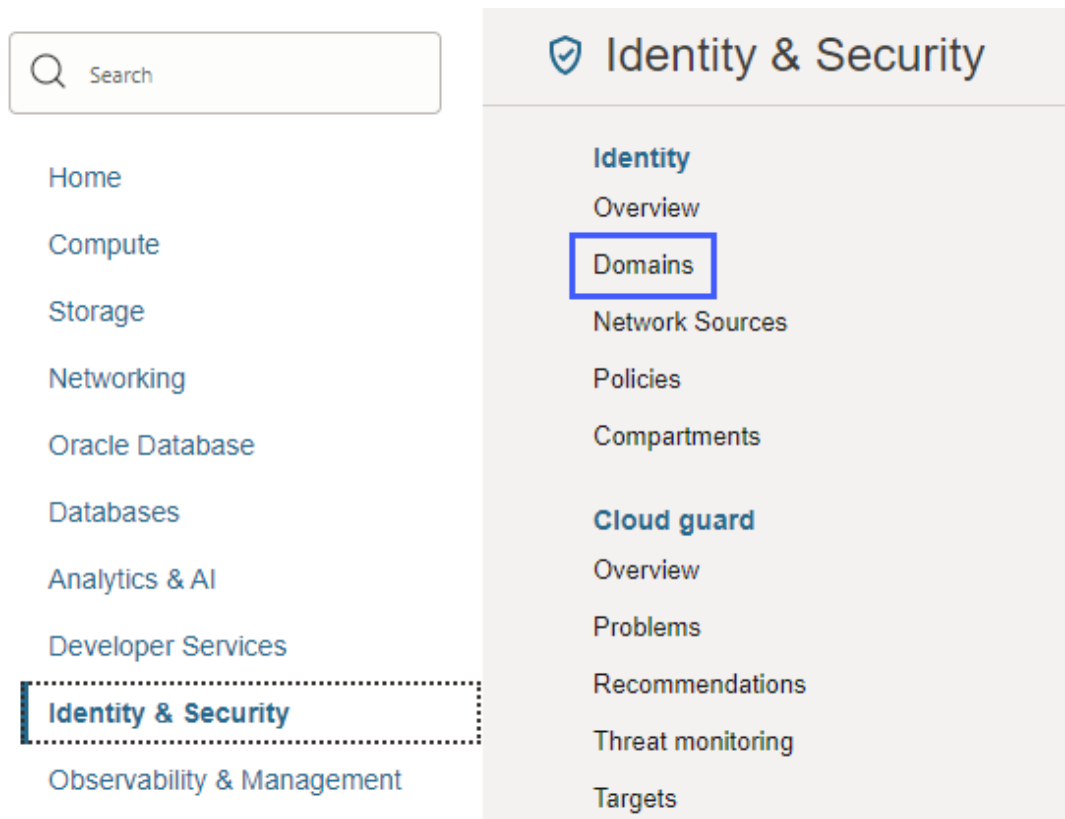 Search
Home
Compute
Storage
Networking
Oracle Database
Databases
Analytics & AI
Developer Services
Identity & Security
Observability & Management
Identity & Security
Identity
Overview
Domains
Network Sources
Policies
Compartments
Cloud guard
Overview
Problems
Recommendations
Threat monitoring
Targets